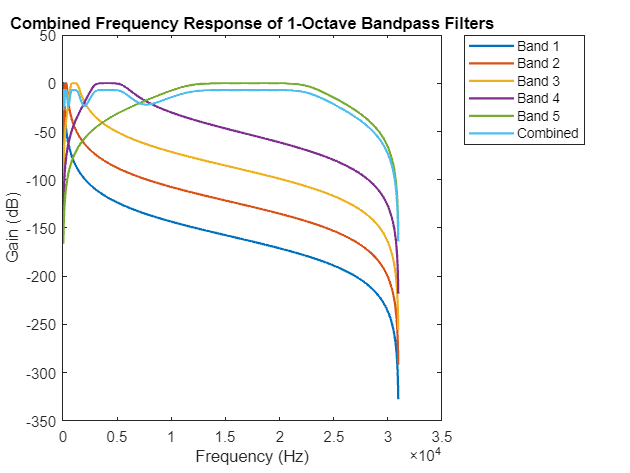 Combined Frequency Response of 1-Octave Bandpass Filters
50
0
-50
-100
-150
-200
-250
-300
-350
Gain (dB)
0 0.5 1 1.5 2 2.5 3 3.5
Frequency (Hz)
×10⁴
Band 1
Band 2
Band 3
Band 4
Band 5
Combined